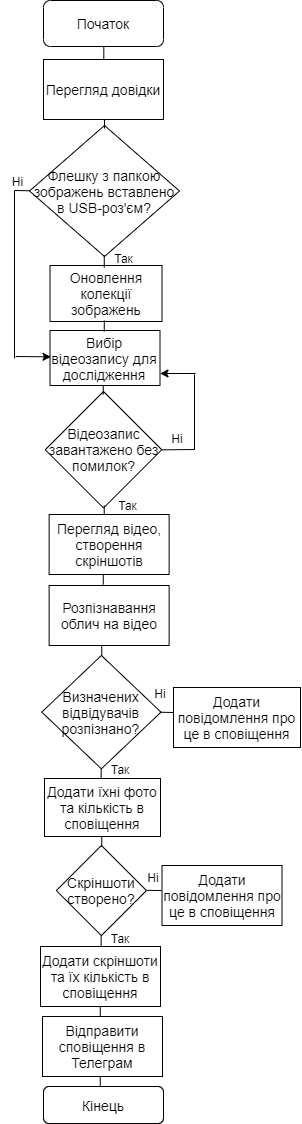 Початок
Перегляд довідки
Флешку з папкою
зображень вставлено
в USB-роз'єм?
Ні
Так
Оновлення
колекції
зображень
Вибір
відеозапису для
дослідження
Відеозапис
завантажено без
помилок?
Ні
Так
Перегляд відео,
створення
скріншотів
Розпізнавання
облич на відео
Визначених
відвідувачів
розпізнано?
Ні
Додати
повідомлення про
це в сповіщення
Так
Додати їхні фото
та кількість в
сповіщення
Скріншоти
створено?
Ні
Додати
повідомлення про
це в сповіщення
Так
Додати скріншоти
та їх кількість в
сповіщення
Відправити
сповіщення в
Телеграм
Кінець